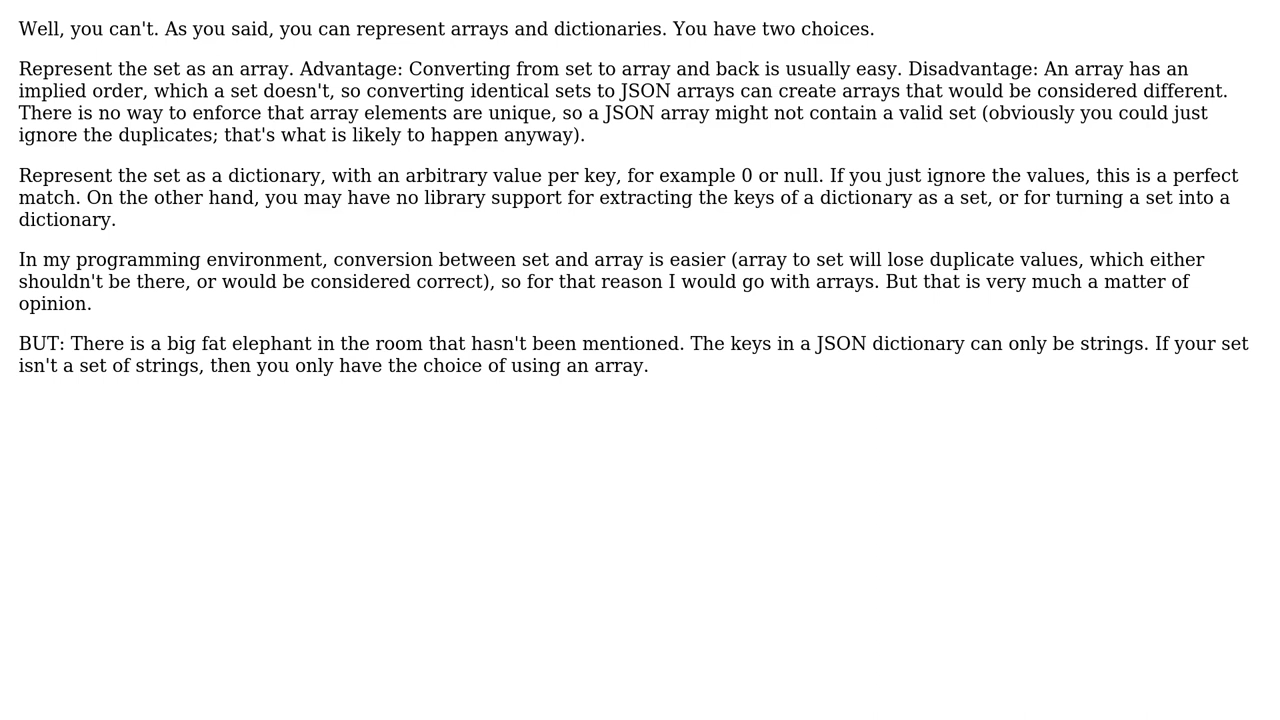 Well, you can't. As you said, you can represent arrays and dictionaries. You have two choices.
Represent the set as an array. Advantage: Converting from set to array and back is usually easy. Disadvantage: An array has an
implied order, which a set doesn't, so converting identical sets to JSON arrays can create arrays that would be considered different.
There is no way to enforce that array elements are unique, so a JSON array might not contain a valid set (obviously you could just
ignore the duplicates; that's what is likely to happen anyway).
Represent the set as a dictionary, with an arbitrary value per key, for example 0 or null. If you just ignore the values, this is a perfect
match. On the other hand, you may have no library support for extracting the keys of a dictionary as a set, or for turning a set into a
dictionary.
In my programming environment, conversion between set and array is easier (array to set will lose duplicate values, which either
shouldn't be there, or would be considered correct), so for that reason I would go with arrays. But that is very much a matter of
opinion.
BUT: There is a big fat elephant in the room that hasn't been mentioned. The keys in a JSON dictionary can only be strings. If your set
isn't a set of strings, then you only have the choice of using an array.